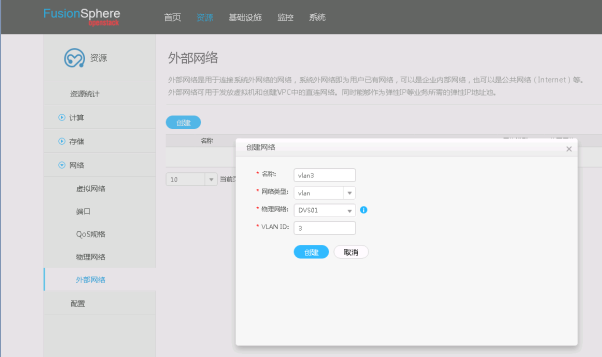 FusionSphere
首页 资源 基础设施 监控 系统
资源
资源统计
计算
存储
网络
虚拟网络
端口
QoS规格
物理网络
外部网络
配置
外部网络
外部网络是用于连接系统外网络的网络，系统外网络即为用户已有网络，可以是企业内部网络，也可以是公共网络（Internet）等。
外部网络可用于发放虚拟机和创建VPC中的直连网络。同时能够作为弹性IP等业务所需的弹性IP地址池。
创建
名称
10
创建网络
* 名称: vlan3
* 网络类型: vlan
* 物理网络: DVS01
* VLAN ID: 3
创建 取消